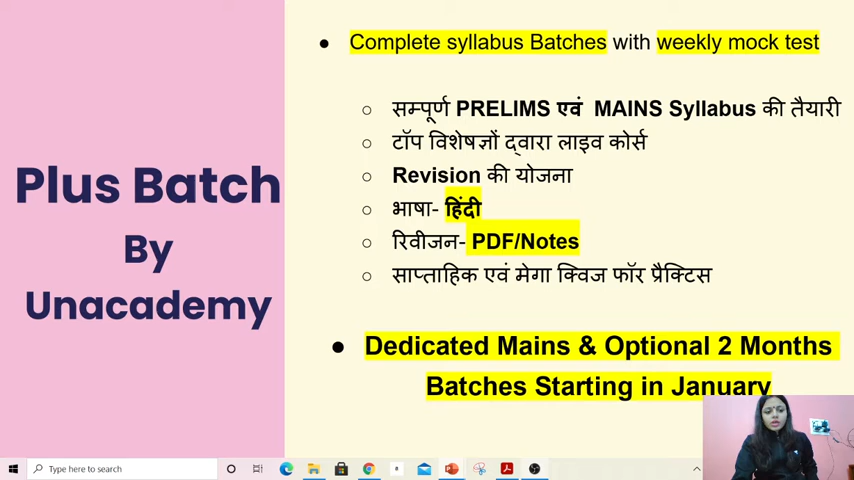 Complete syllabus Batches with weekly mock test
सम्पूर्ण PRELIMS एवं MAINS Syllabus की तैयारी
टॉप विशेषज्ञों द्वारा लाइव कोर्स
Revision की योजना
भाषा- हिंदी
रिवीजन- PDF/Notes
साप्ताहिक एवं मेगा क्विज फॉर प्रैक्टिस
Plus Batch
By
Unacademy
Dedicated Mains & Optional 2 Months
Batches Starting in January
Type here to search